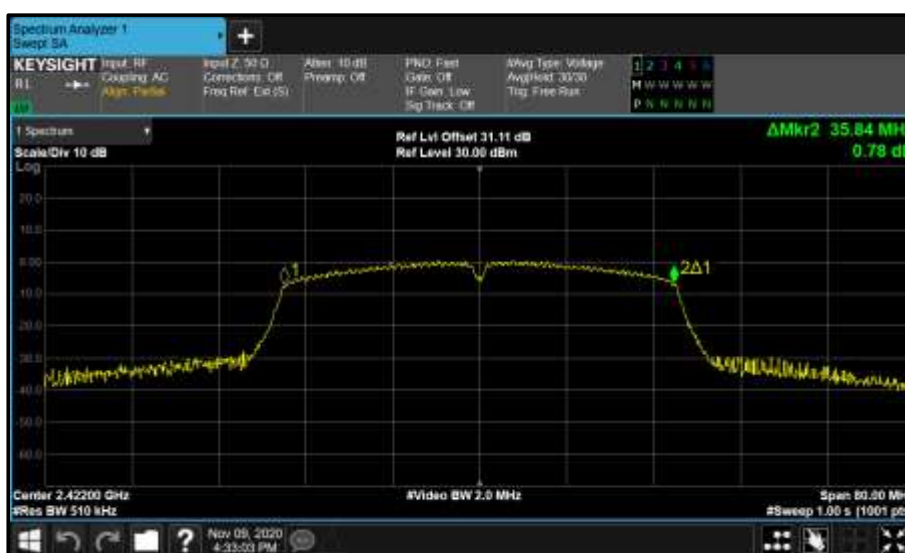 Spectrum Analyzer 1
Swept SA
KEYSIGHT
Input: RF
Coupling: AC
Align: Partial
Input Z: 50 Ω
Corrections: Off
Freq Ref: Ext (S)
Atten: 10 dB
Preamp: Off
PNO: Fast
Gate: Off
IF Gain: Low
Sig Track: Off
#Avg Type: Voltage
Avg|Hold: 30/30
Trig: Free Run
1 2 3 4 5 6
M W W W W W
P N N N N N
1 Spectrum
Scale/Div 10 dB
Ref Lvl Offset 31.11 dB
Ref Level 30.00 dBm
ΔMkr2 35.84 MH
0.78 d
Log
20.0
10.0
0.00
-10.0
-20.0
-30.0
-40.0
-50.0
-60.0
1
2Δ1
Center 2.42200 GHz
#Res BW 510 kHz
#Video BW 2.0 MHz
Span 80.00 MH
#Sweep 1.00 s (1001 pts
Nov 09, 2020
4:33:03 PM